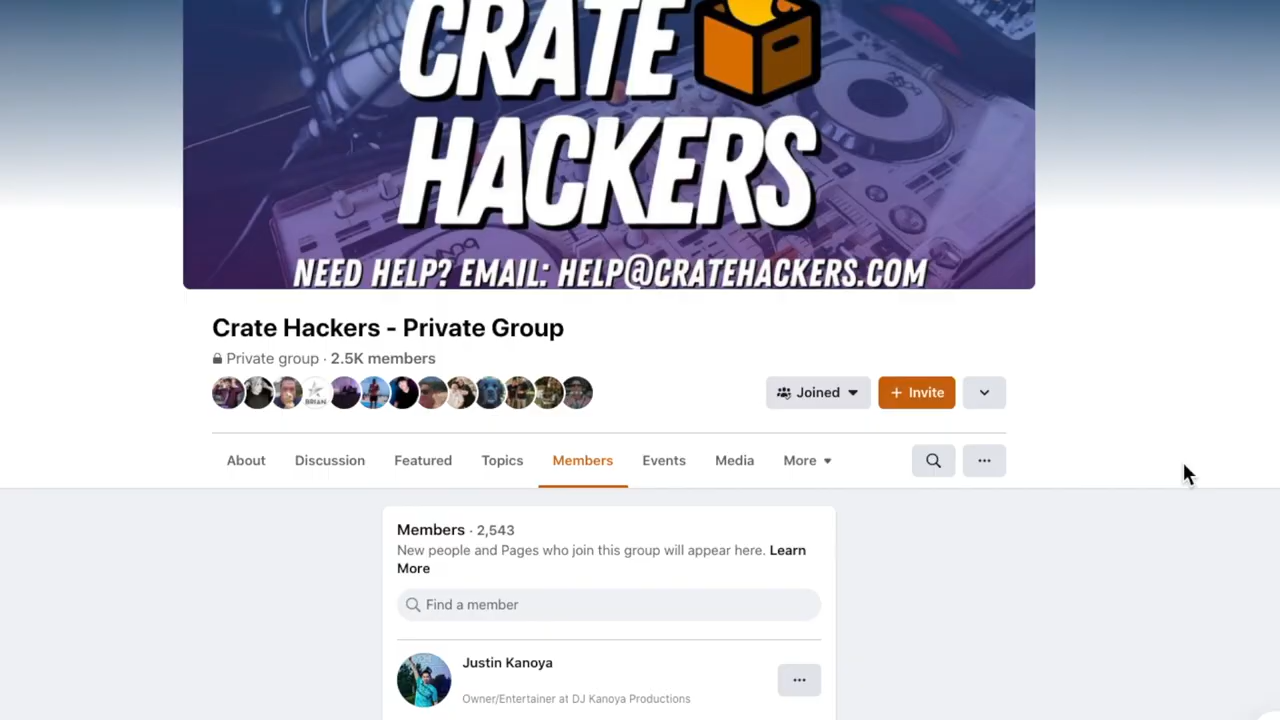 CRATE
HACKERS
NEED HELP? EMAIL: HELP@CRATEHACKERS.COM
Crate Hackers - Private Group
Private group · 2.5K members
BRIAN
Joined
+ Invite
About Discussion Featured Topics Members Events Media More
Members · 2,543
New people and Pages who join this group will appear here. Learn
More
Find a member
Justin Kanoya
Owner/Entertainer at DJ Kanoya Productions